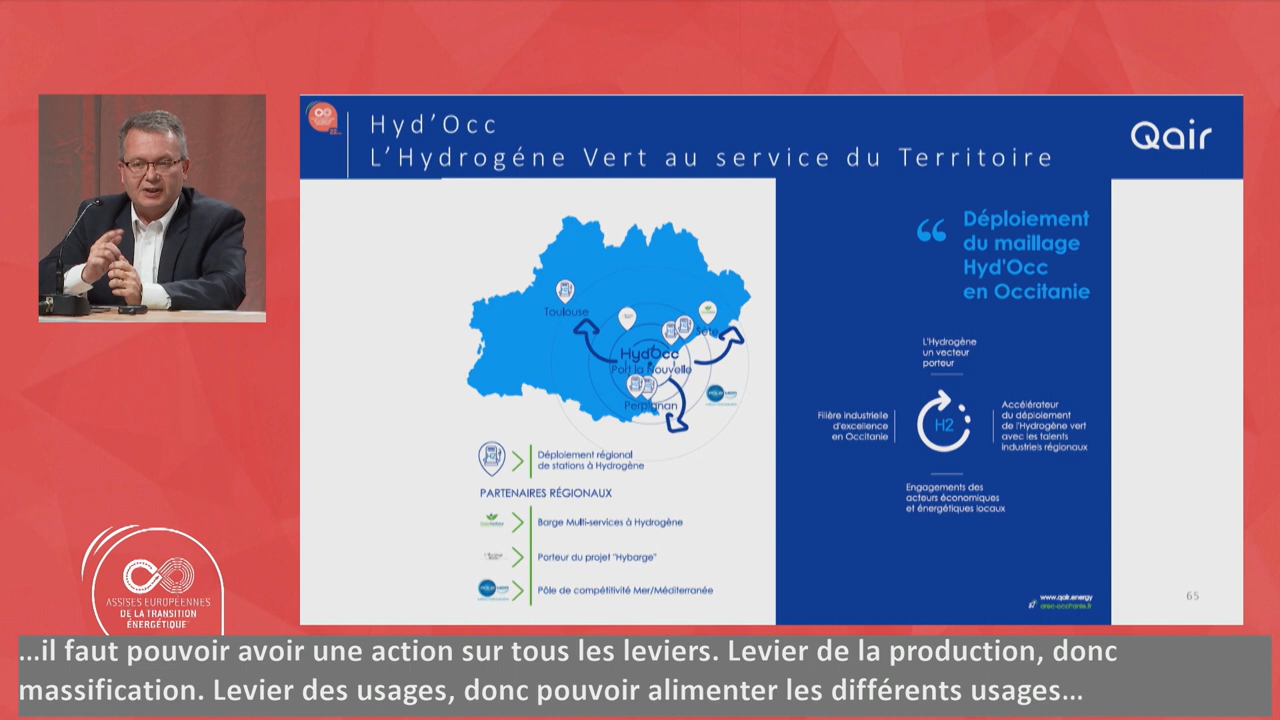 Hyd’Occ
L’Hydrogéne Vert au service du Territoire
Qair
Toulouse
Sète
Hyd'Occ
Port la Nouvelle
Perpignan
Déploiement régional
de stations à Hydrogène
PARTENAIRES RÉGIONAUX
Barge Multi-services à Hydrogène
Porteur du projet "Hybarge"
Pôle de compétitivité Mer/Méditerranée
“ Déploiement
du maillage
Hyd'Occ
en Occitanie
L'Hydrogène
un vecteur
porteur
Filière industrielle
d'excellence
en Occitanie
H2
Accélérateur
du déploiement
de l'Hydrogène vert
avec les talents
industriels régionaux
Engagements des
acteurs économiques
et énergétiques locaux
www.qair.energy
arec-occitanie.fr
65
ASSISES EUROPÉENNES
DE LA TRANSITION
ÉNERGÉTIQUE
...il faut pouvoir avoir une action sur tous les leviers. Levier de la production, donc
massification. Levier des usages, donc pouvoir alimenter les différents usages...